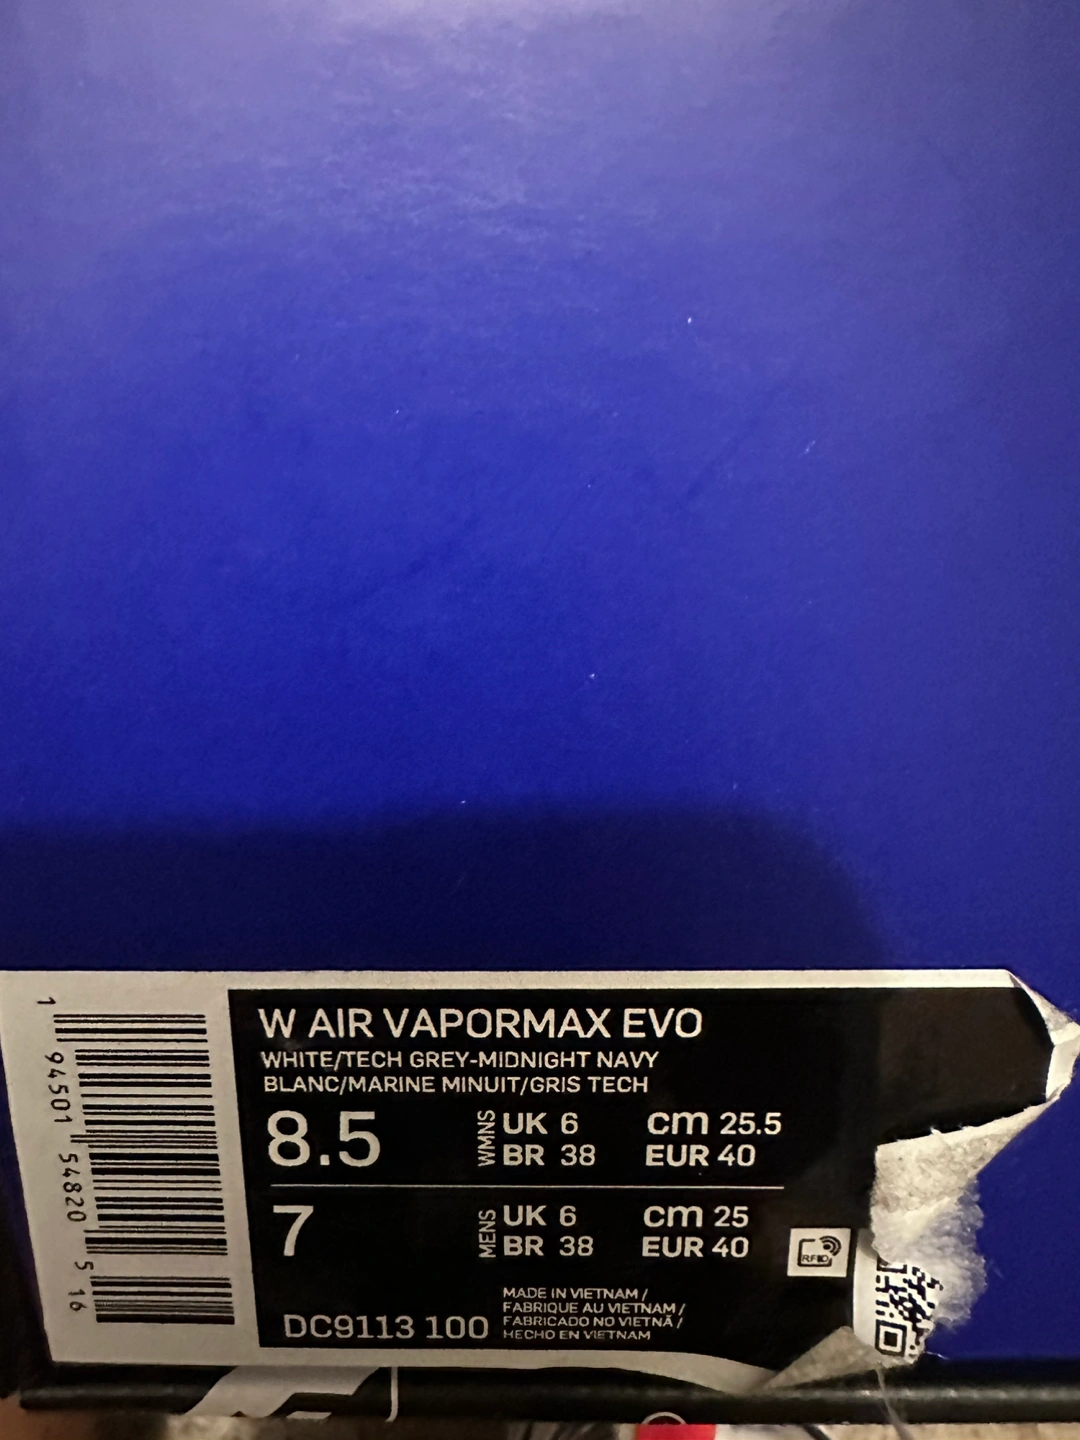 W AIR VAPORMAX EVO
WHITE/TECH GREY-MIDNIGHT NAVY
BLANC/MARINE MINUIT/GRIS TECH
8.5 WMNS UK 6 cm 25.5
BR 38 EUR 40
7 MENS UK 6 cm 25
BR 38 EUR 40
RFID
MADE IN VIETNAM /
FABRIQUE AU VIETNAM /
FABRICADO NO VIETNÃ /
HECHO EN VIETNAM
DC9113 100
1 94501 54820 5 16